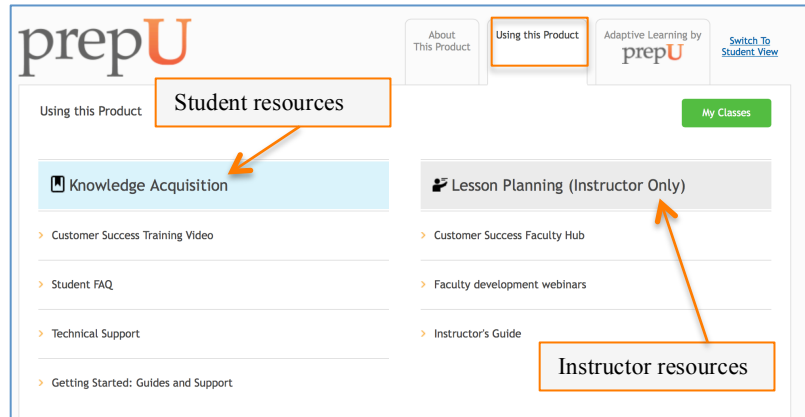 prepU
About
This Product
Using this Product
Adaptive Learning by
prepU
Switch To
Student View
Using this Product
Student resources
My Classes
Knowledge Acquisition
Lesson Planning (Instructor Only)
> Customer Success Training Video
> Customer Success Faculty Hub
> Student FAQ
> Faculty development webinars
> Technical Support
> Instructor's Guide
Instructor resources
> Getting Started: Guides and Support